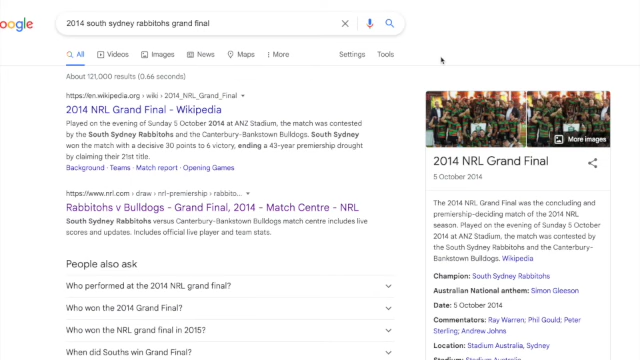 oogle
2014 south sydney rabbitohs grand final
All
Videos
Images
News
Maps
More
Settings
Tools
About 121,000 results (0.66 seconds)
https://en.wikipedia.org › wiki › 2014_NRL_Grand_Final
2014 NRL Grand Final - Wikipedia
Played on the evening of Sunday 5 October 2014 at ANZ Stadium, the match was
contested by the South Sydney Rabbitohs and the Canterbury-Bankstown Bulldogs. South Sydney
won the match with a decisive 30 points to 6 victory, ending a 43-year premiership drought
by claiming their 21st title.
Background · Teams · Match report · Opening Games
https://www.nrl.com › draw › nrl-premiership › rabbito...
Rabbitohs v Bulldogs - Grand Final, 2014 - Match Centre - NRL
South Sydney Rabbitohs versus Canterbury-Bankstown Bulldogs match centre includes live
scores and updates. Includes official live player and team stats.
People also ask
Who performed at the 2014 NRL grand final?
Who won the 2014 Grand Final?
Who won the NRL grand final in 2015?
When did Souths win Grand Final?
More images
2014 NRL Grand Final
5 October 2014
The 2014 NRL Grand Final was the concluding and
premiership-deciding match of the 2014 NRL
season. Played on the evening of Sunday 5 October
2014 at ANZ Stadium, the match was contested by
the South Sydney Rabbitohs and the Canterbury-
Bankstown Bulldogs. Wikipedia
Champion: South Sydney Rabbitohs
Australian National anthem: Simon Gleeson
Date: 5 October 2014
Commentators: Ray Warren; Phil Gould; Peter
Sterling; Andrew Johns
Location: Stadium Australia, Sydney
Stadium: Stadium Australia